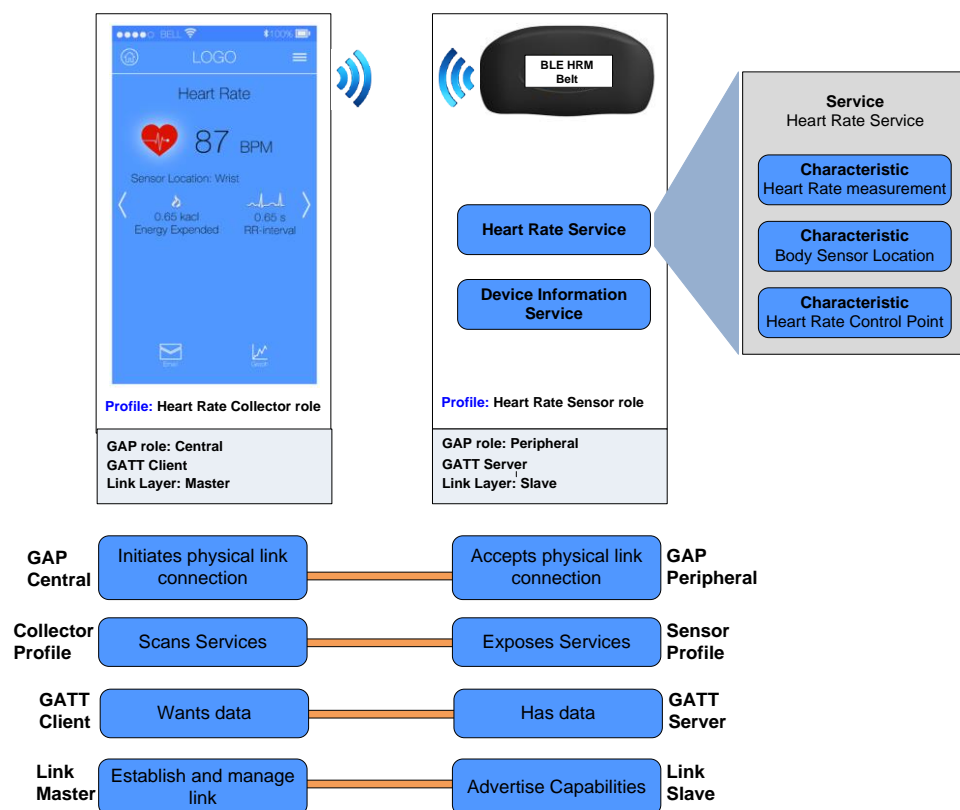 BELL
100%
LOGO
Heart Rate
87 BPM
Sensor Location: Wrist
0.65 kacl
Energy Expended
0.65 s
RR-interval
Email
Graph
Profile: Heart Rate Collector role
GAP role: Central
GATT Client
Link Layer: Master
BLE HRM
Belt
Heart Rate Service
Device Information
Service
Profile: Heart Rate Sensor role
GAP role: Peripheral
GATT Server
Link Layer: Slave
Service
Heart Rate Service
Characteristic
Heart Rate measurement
Characteristic
Body Sensor Location
Characteristic
Heart Rate Control Point
GAP
Central
Initiates physical link
connection
Accepts physical link
connection
GAP
Peripheral
Collector
Profile
Scans Services
Exposes Services
Sensor
Profile
GATT
Client
Wants data
Has data
GATT
Server
Link
Master
Establish and manage
link
Advertise Capabilities
Link
Slave